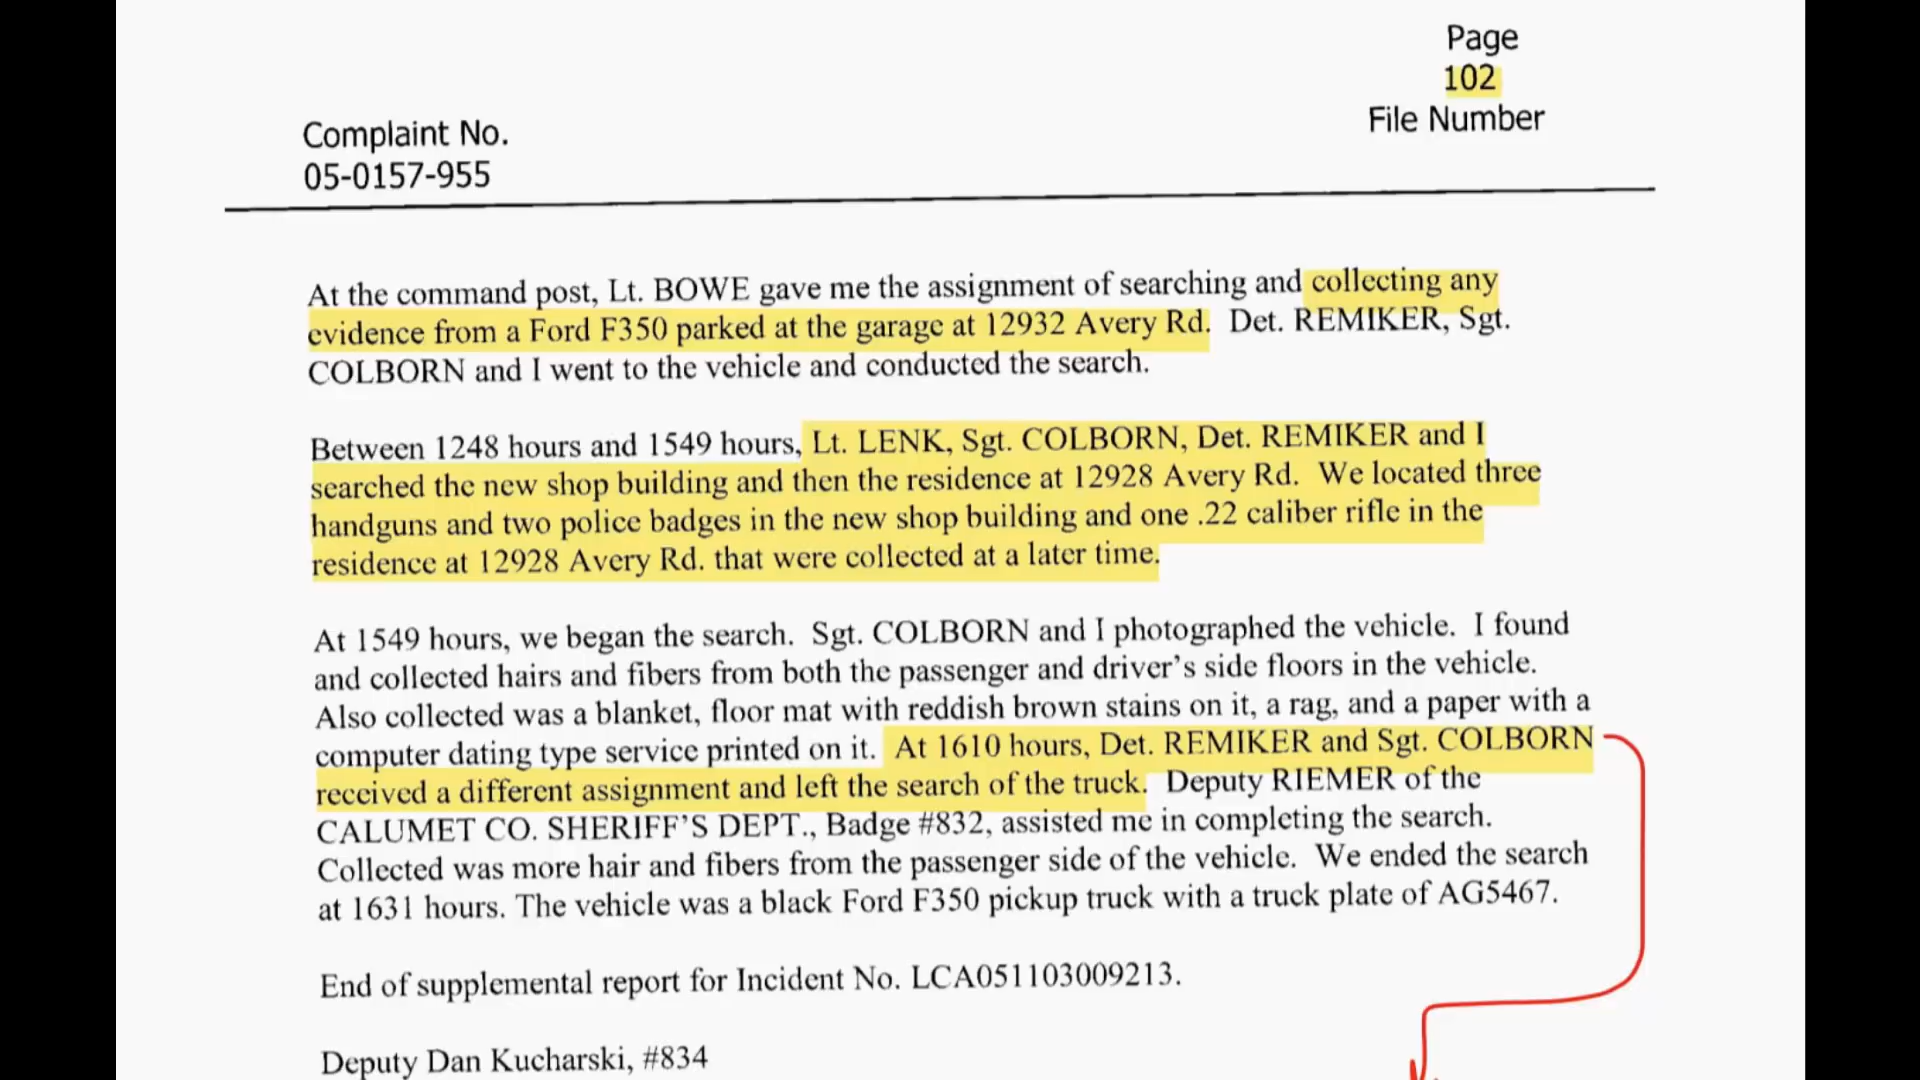 Page
102
File Number
Complaint No.
05-0157-955
At the command post, Lt. BOWE gave me the assignment of searching and collecting any
evidence from a Ford F350 parked at the garage at 12932 Avery Rd.  Det. REMIKER, Sgt.
COLBORN and I went to the vehicle and conducted the search.
Between 1248 hours and 1549 hours, Lt. LENK, Sgt. COLBORN, Det. REMIKER and I
searched the new shop building and then the residence at 12928 Avery Rd.  We located three
handguns and two police badges in the new shop building and one .22 caliber rifle in the
residence at 12928 Avery Rd. that were collected at a later time.
At 1549 hours, we began the search.  Sgt. COLBORN and I photographed the vehicle.  I found
and collected hairs and fibers from both the passenger and driver's side floors in the vehicle.
Also collected was a blanket, floor mat with reddish brown stains on it, a rag, and a paper with a
computer dating type service printed on it.  At 1610 hours, Det. REMIKER and Sgt. COLBORN
received a different assignment and left the search of the truck.  Deputy RIEMER of the
CALUMET CO. SHERIFF'S DEPT., Badge #832, assisted me in completing the search.
Collected was more hair and fibers from the passenger side of the vehicle.  We ended the search
at 1631 hours. The vehicle was a black Ford F350 pickup truck with a truck plate of AG5467.
End of supplemental report for Incident No. LCA051103009213.
Deputy Dan Kucharski, #834